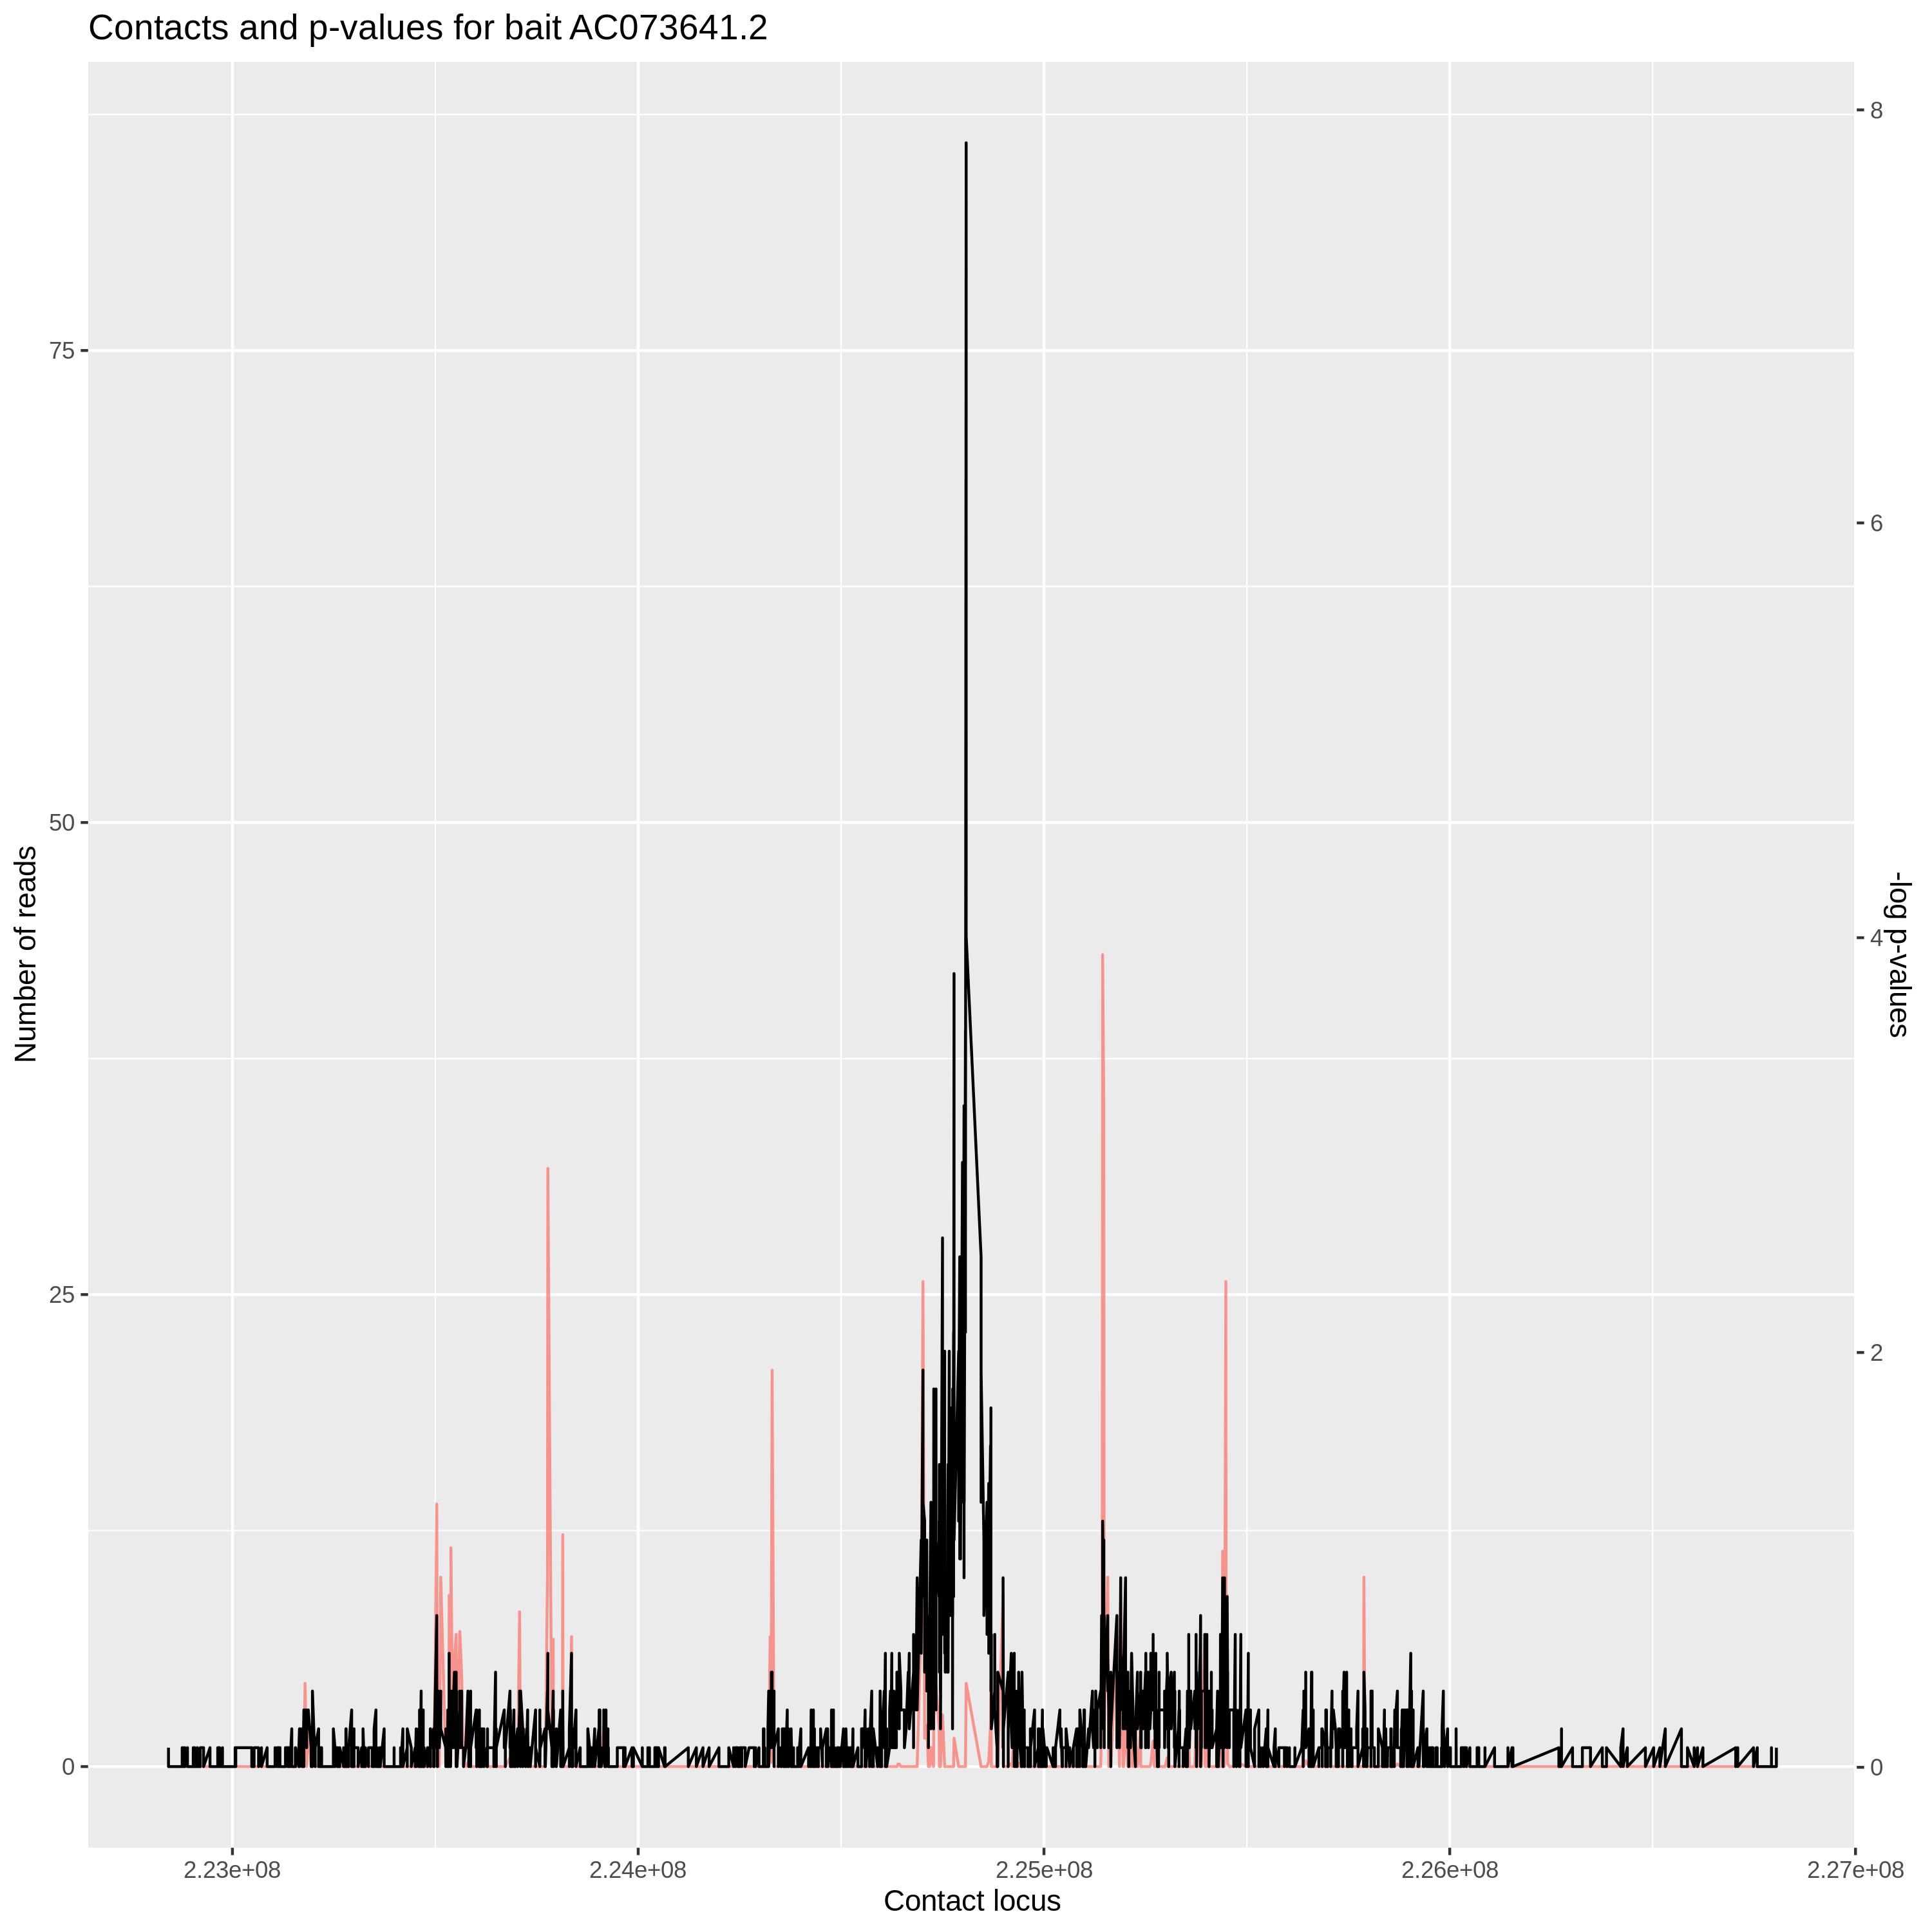 Contacts and p-values for bait AC073641.2
Number of reads
75
50
25
0
8
6
4
2
0
-log p-values
2.23e+08
2.24e+08
2.25e+08
2.26e+08
2.27e+08
Contact locus